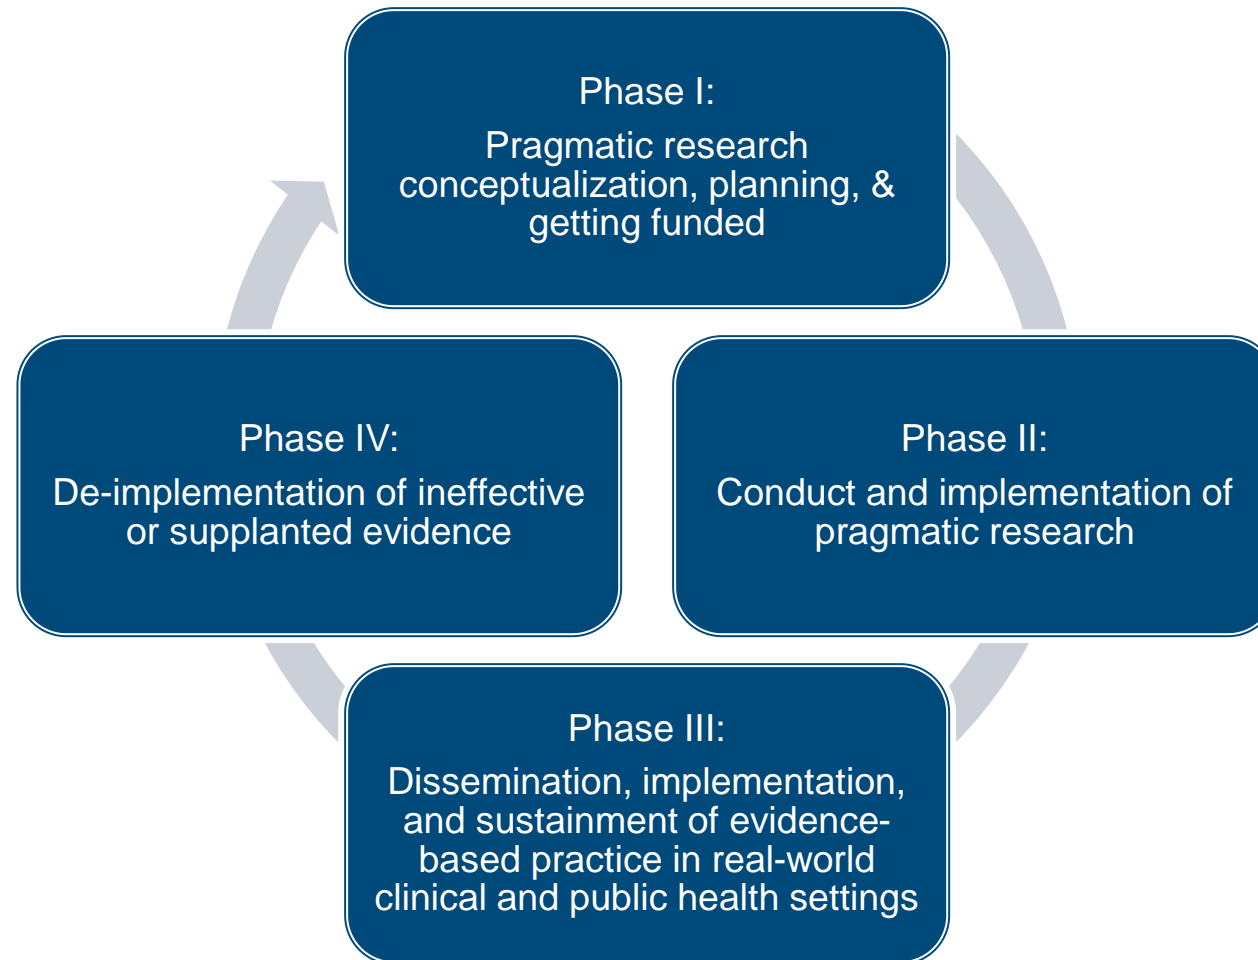 Phase I:
Pragmatic research
conceptualization, planning, &
getting funded
Phase II:
Conduct and implementation of
pragmatic research
Phase III:
Dissemination, implementation,
and sustainment of evidence-
based practice in real-world
clinical and public health settings
Phase IV:
De-implementation of ineffective
or supplanted evidence